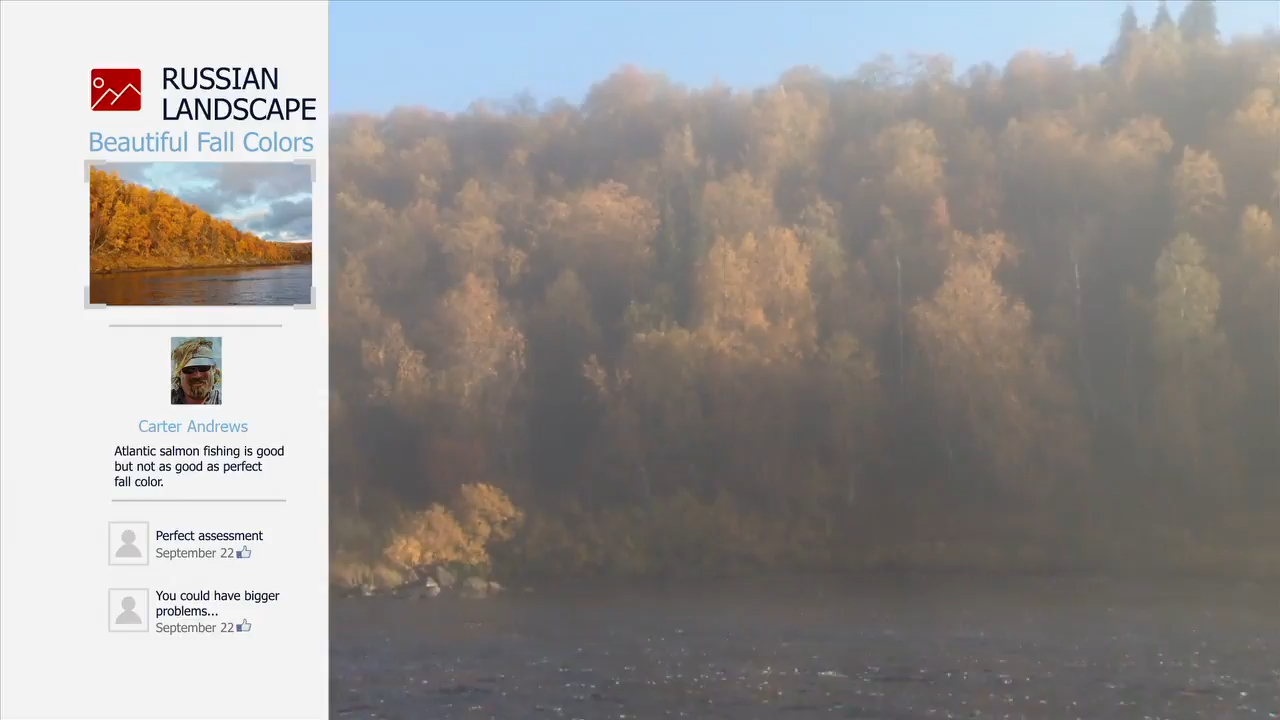 RUSSIAN
LANDSCAPE
Beautiful Fall Colors
Carter Andrews
Atlantic salmon fishing is good
but not as good as perfect
fall color.
Perfect assessment
September 22
You could have bigger
problems...
September 22